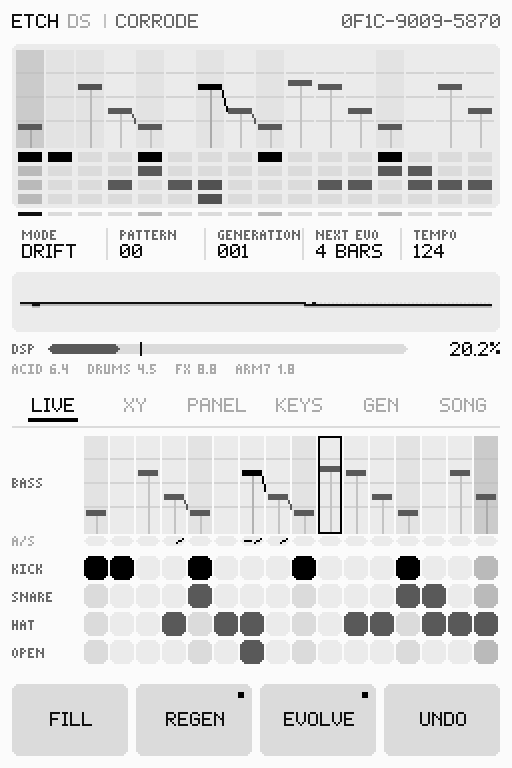 ETCH DS | CORRODE 0F1C-9009-5870
MODE PATTERN GENERATION NEXT EVO TEMPO
DRIFT 00 001 4 BARS 124
DSP 20.2%
ACID 6.4 DRUMS 4.5 FX 8.8 ARM7 1.8
LIVE XY PANEL KEYS GEN SONG
BASS
A/S
KICK
SNARE
HAT
OPEN
FILL REGEN EVOLVE UNDO